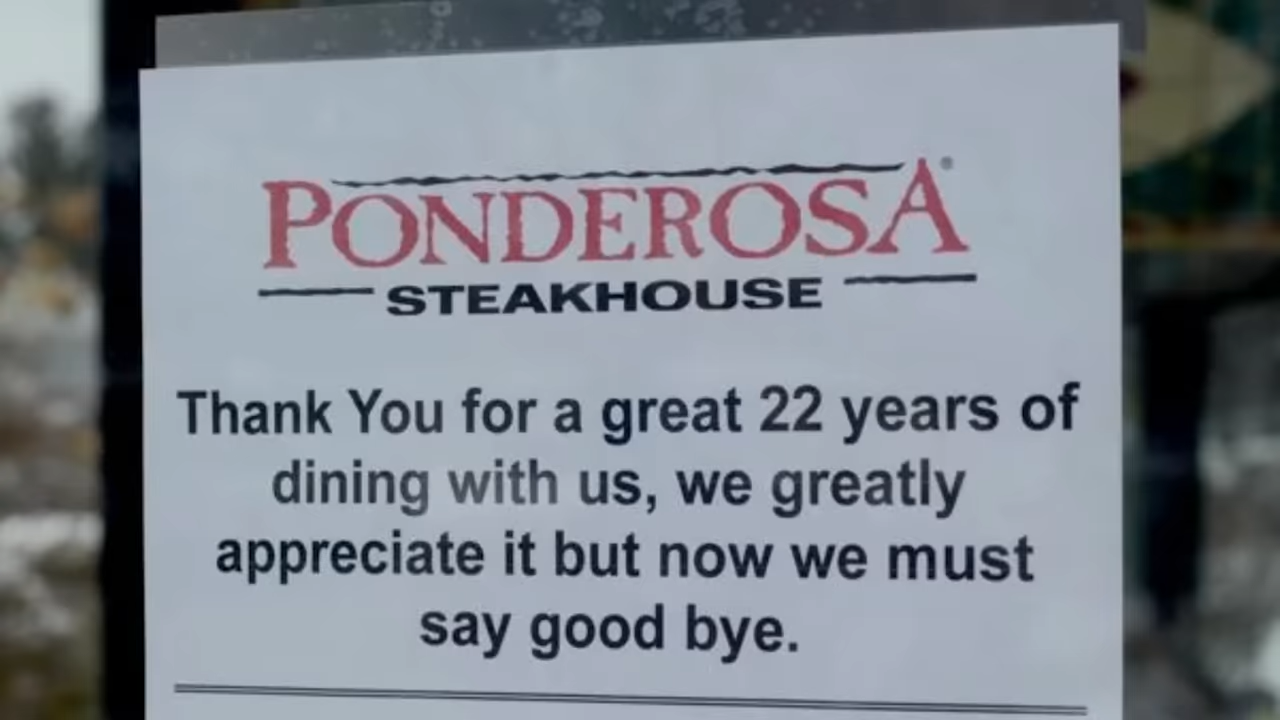 PONDEROSA®
STEAKHOUSE
Thank You for a great 22 years of
dining with us, we greatly
appreciate it but now we must
say good bye.